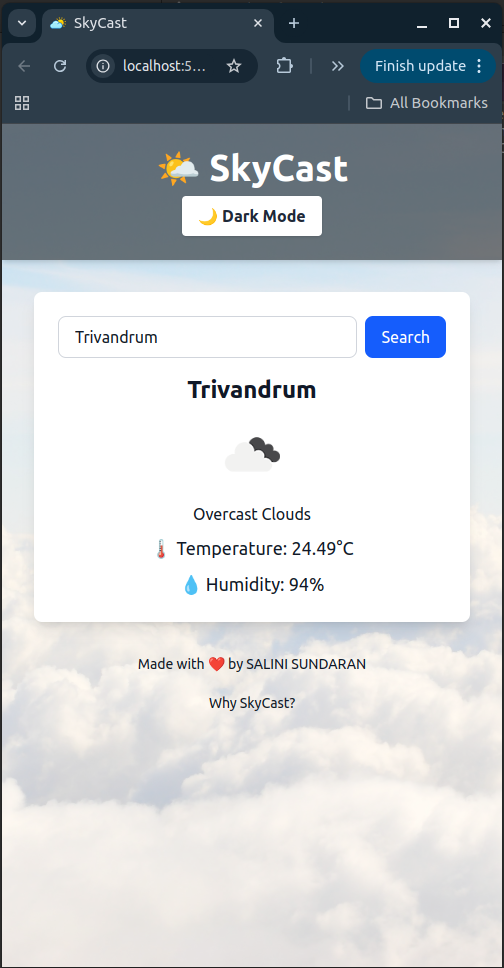 SkyCast
localhost:5…
Finish update
All Bookmarks
SkyCast
Dark Mode
Trivandrum
Search
Trivandrum
Overcast Clouds
Temperature: 24.49°C
Humidity: 94%
Made with ❤️ by SALINI SUNDARAN
Why SkyCast?